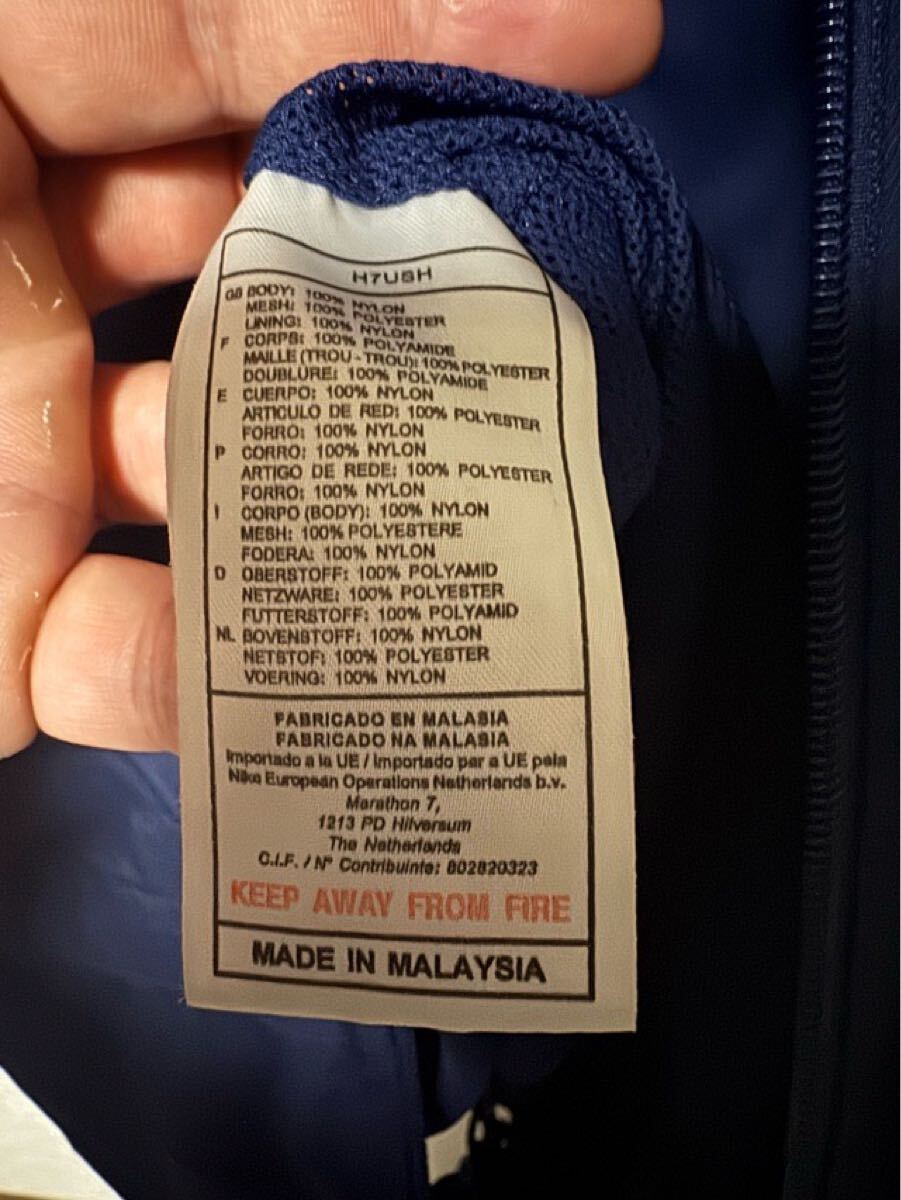 H7USH
GB BODY: 100% NYLON
MESH: 100% POLYESTER
LINING: 100% NYLON
F CORPS: 100% POLYAMIDE
MAILLE (TROU - TROU): 100% POLYESTER
DOUBLURE: 100% POLYAMIDE
E CUERPO: 100% NYLON
ARTICULO DE RED: 100% POLYESTER
FORRO: 100% NYLON
P CORRO: 100% NYLON
ARTIGO DE REDE: 100% POLYESTER
FORRO: 100% NYLON
I CORPO (BODY): 100% NYLON
MESH: 100% POLYESTERE
FODERA: 100% NYLON
D OBERSTOFF: 100% POLYAMID
NETZWARE: 100% POLYESTER
FUTTERSTOFF: 100% POLYAMID
NL BOVENSTOFF: 100% NYLON
NETSTOF: 100% POLYESTER
VOERING: 100% NYLON
FABRICADO EN MALASIA
FABRICADO NA MALASIA
Importado a la UE / Importado par a UE pela
Nike European Operations Netherlands b.v.
Marathon 7,
1213 PD Hilversum
The Netherlands
C.I.F. / Nº Contribuinte: 802820323
KEEP AWAY FROM FIRE
MADE IN MALAYSIA